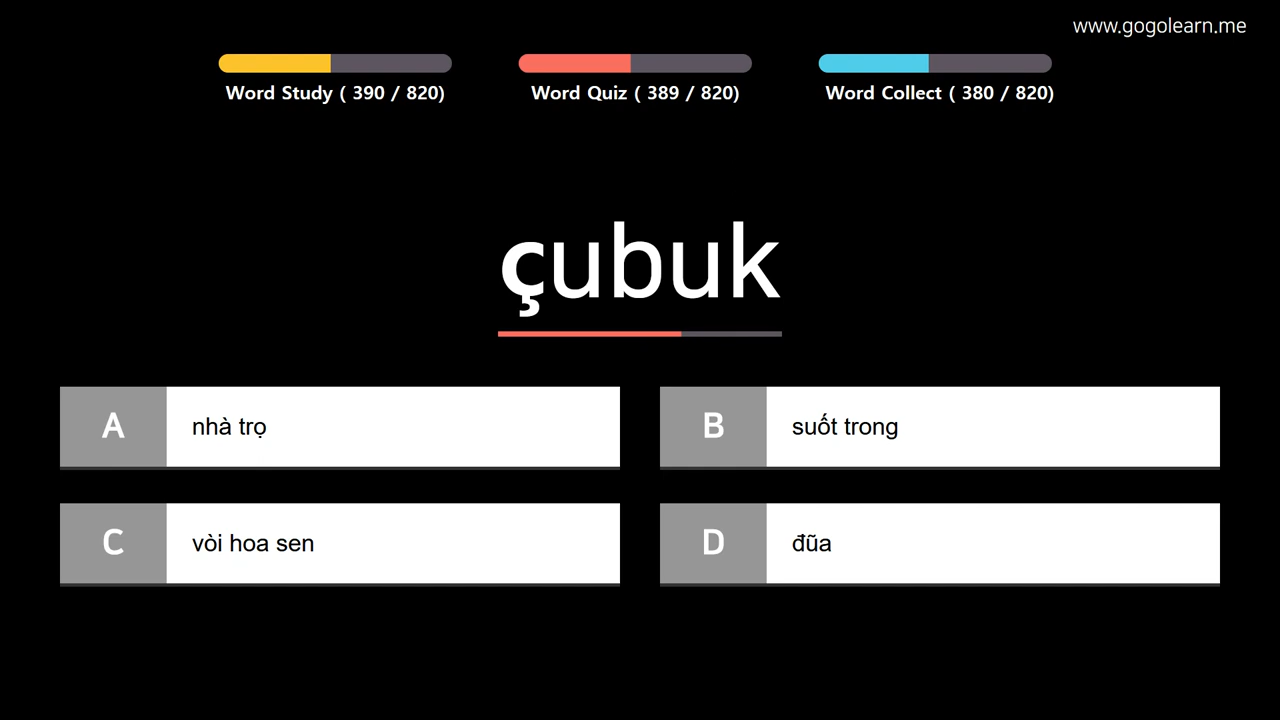 www.gogolearn.me
Word Study ( 390 / 820)
Word Quiz ( 389 / 820)
Word Collect ( 380 / 820)
çubuk
A nhà trọ
B suốt trong
C vòi hoa sen
D đũa